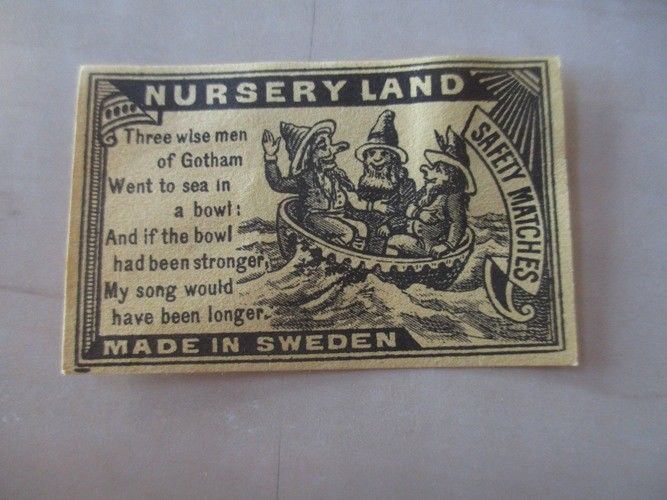 NURSERY LAND
Three wise men
of Gotham
Went to sea in
a bowl:
And if the bowl
had been stronger,
My song would
have been longer.
SAFETY MATCHES
MADE IN SWEDEN